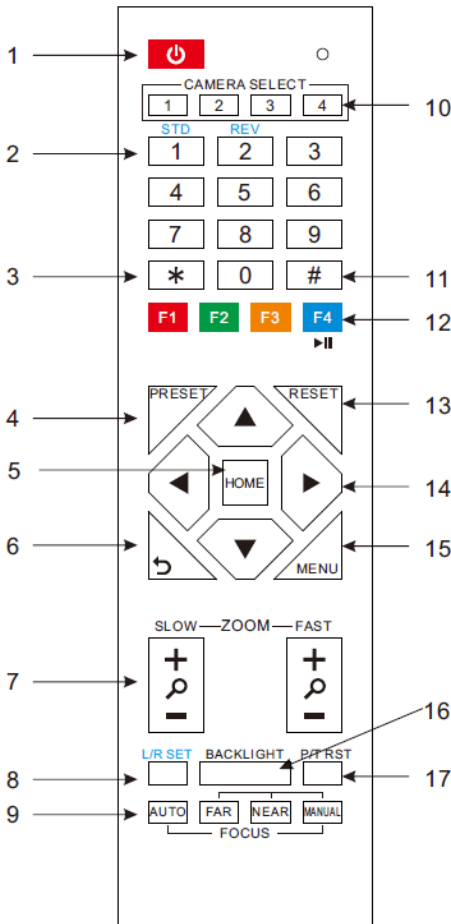 1
CAMERA SELECT
1 2 3 4
10
STD REV
2
1 2 3
4 5 6
7 8 9
3
* 0 #
11
F1 F2 F3 F4
12
PRESET RESET
4
13
5
HOME
14
6
MENU
15
SLOW ZOOM FAST
+ +
7
- -
16
L/R SET BACKLIGHT P/T RST
8
17
9
AUTO FAR NEAR MANUAL
FOCUS